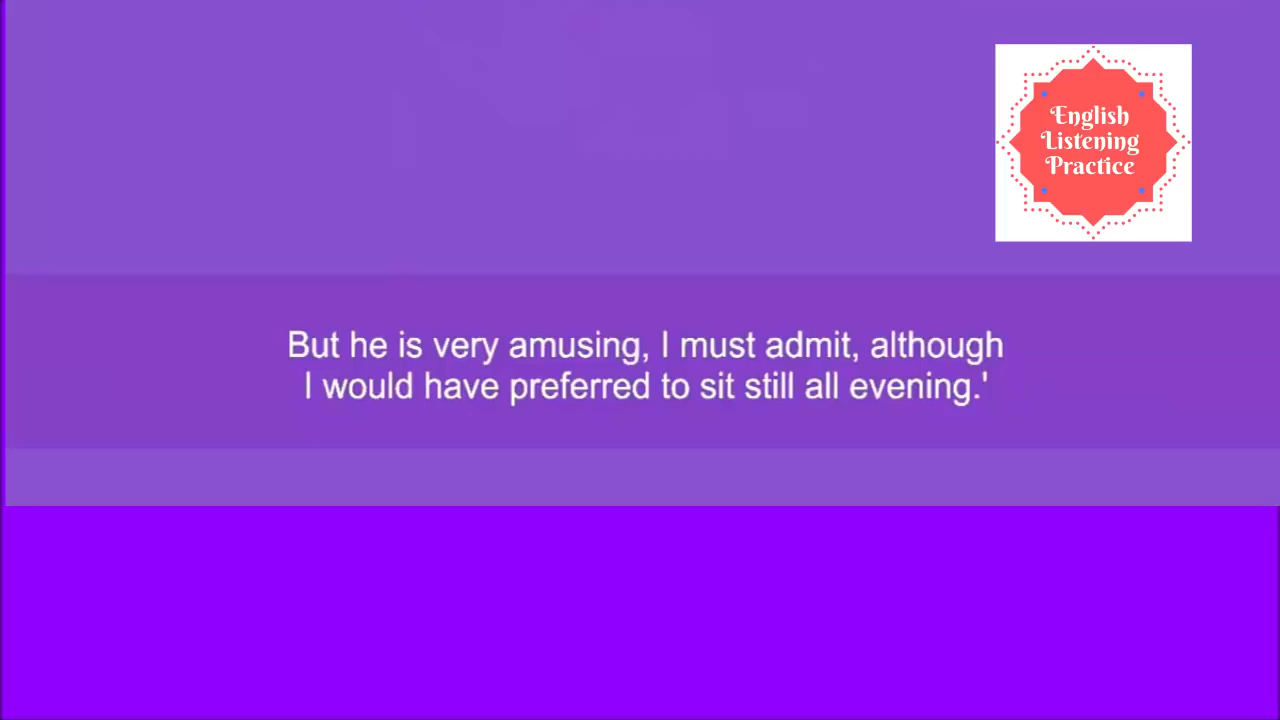 English
Listening
Practice
But he is very amusing, I must admit, although
I would have preferred to sit still all evening.'